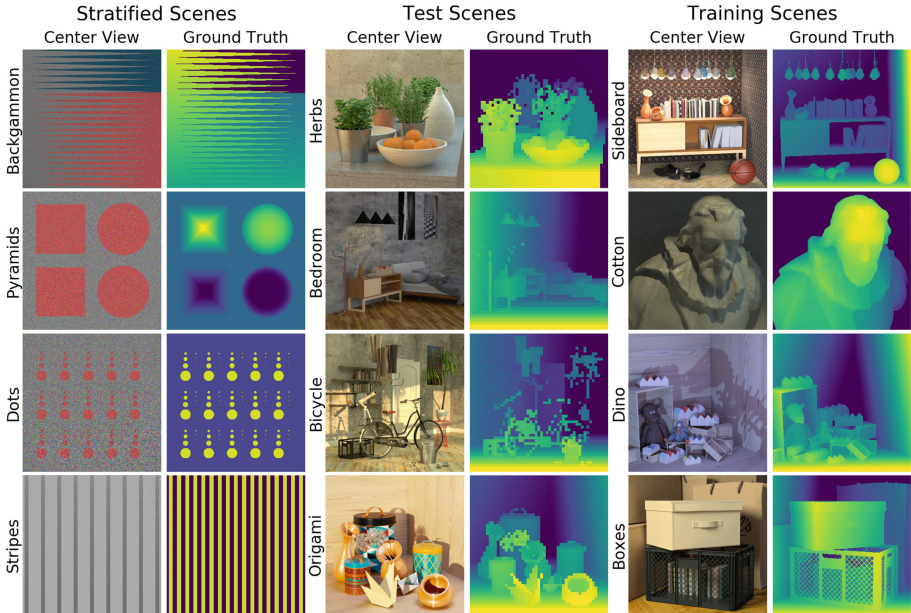 Stratified Scenes
Test Scenes
Training Scenes
Center View
Ground Truth
Center View
Ground Truth
Center View
Ground Truth
Backgammon
Herbs
Sideboard
Pyramids
Bedroom
Cotton
Dots
Bicycle
Dino
Stripes
Origami
Boxes